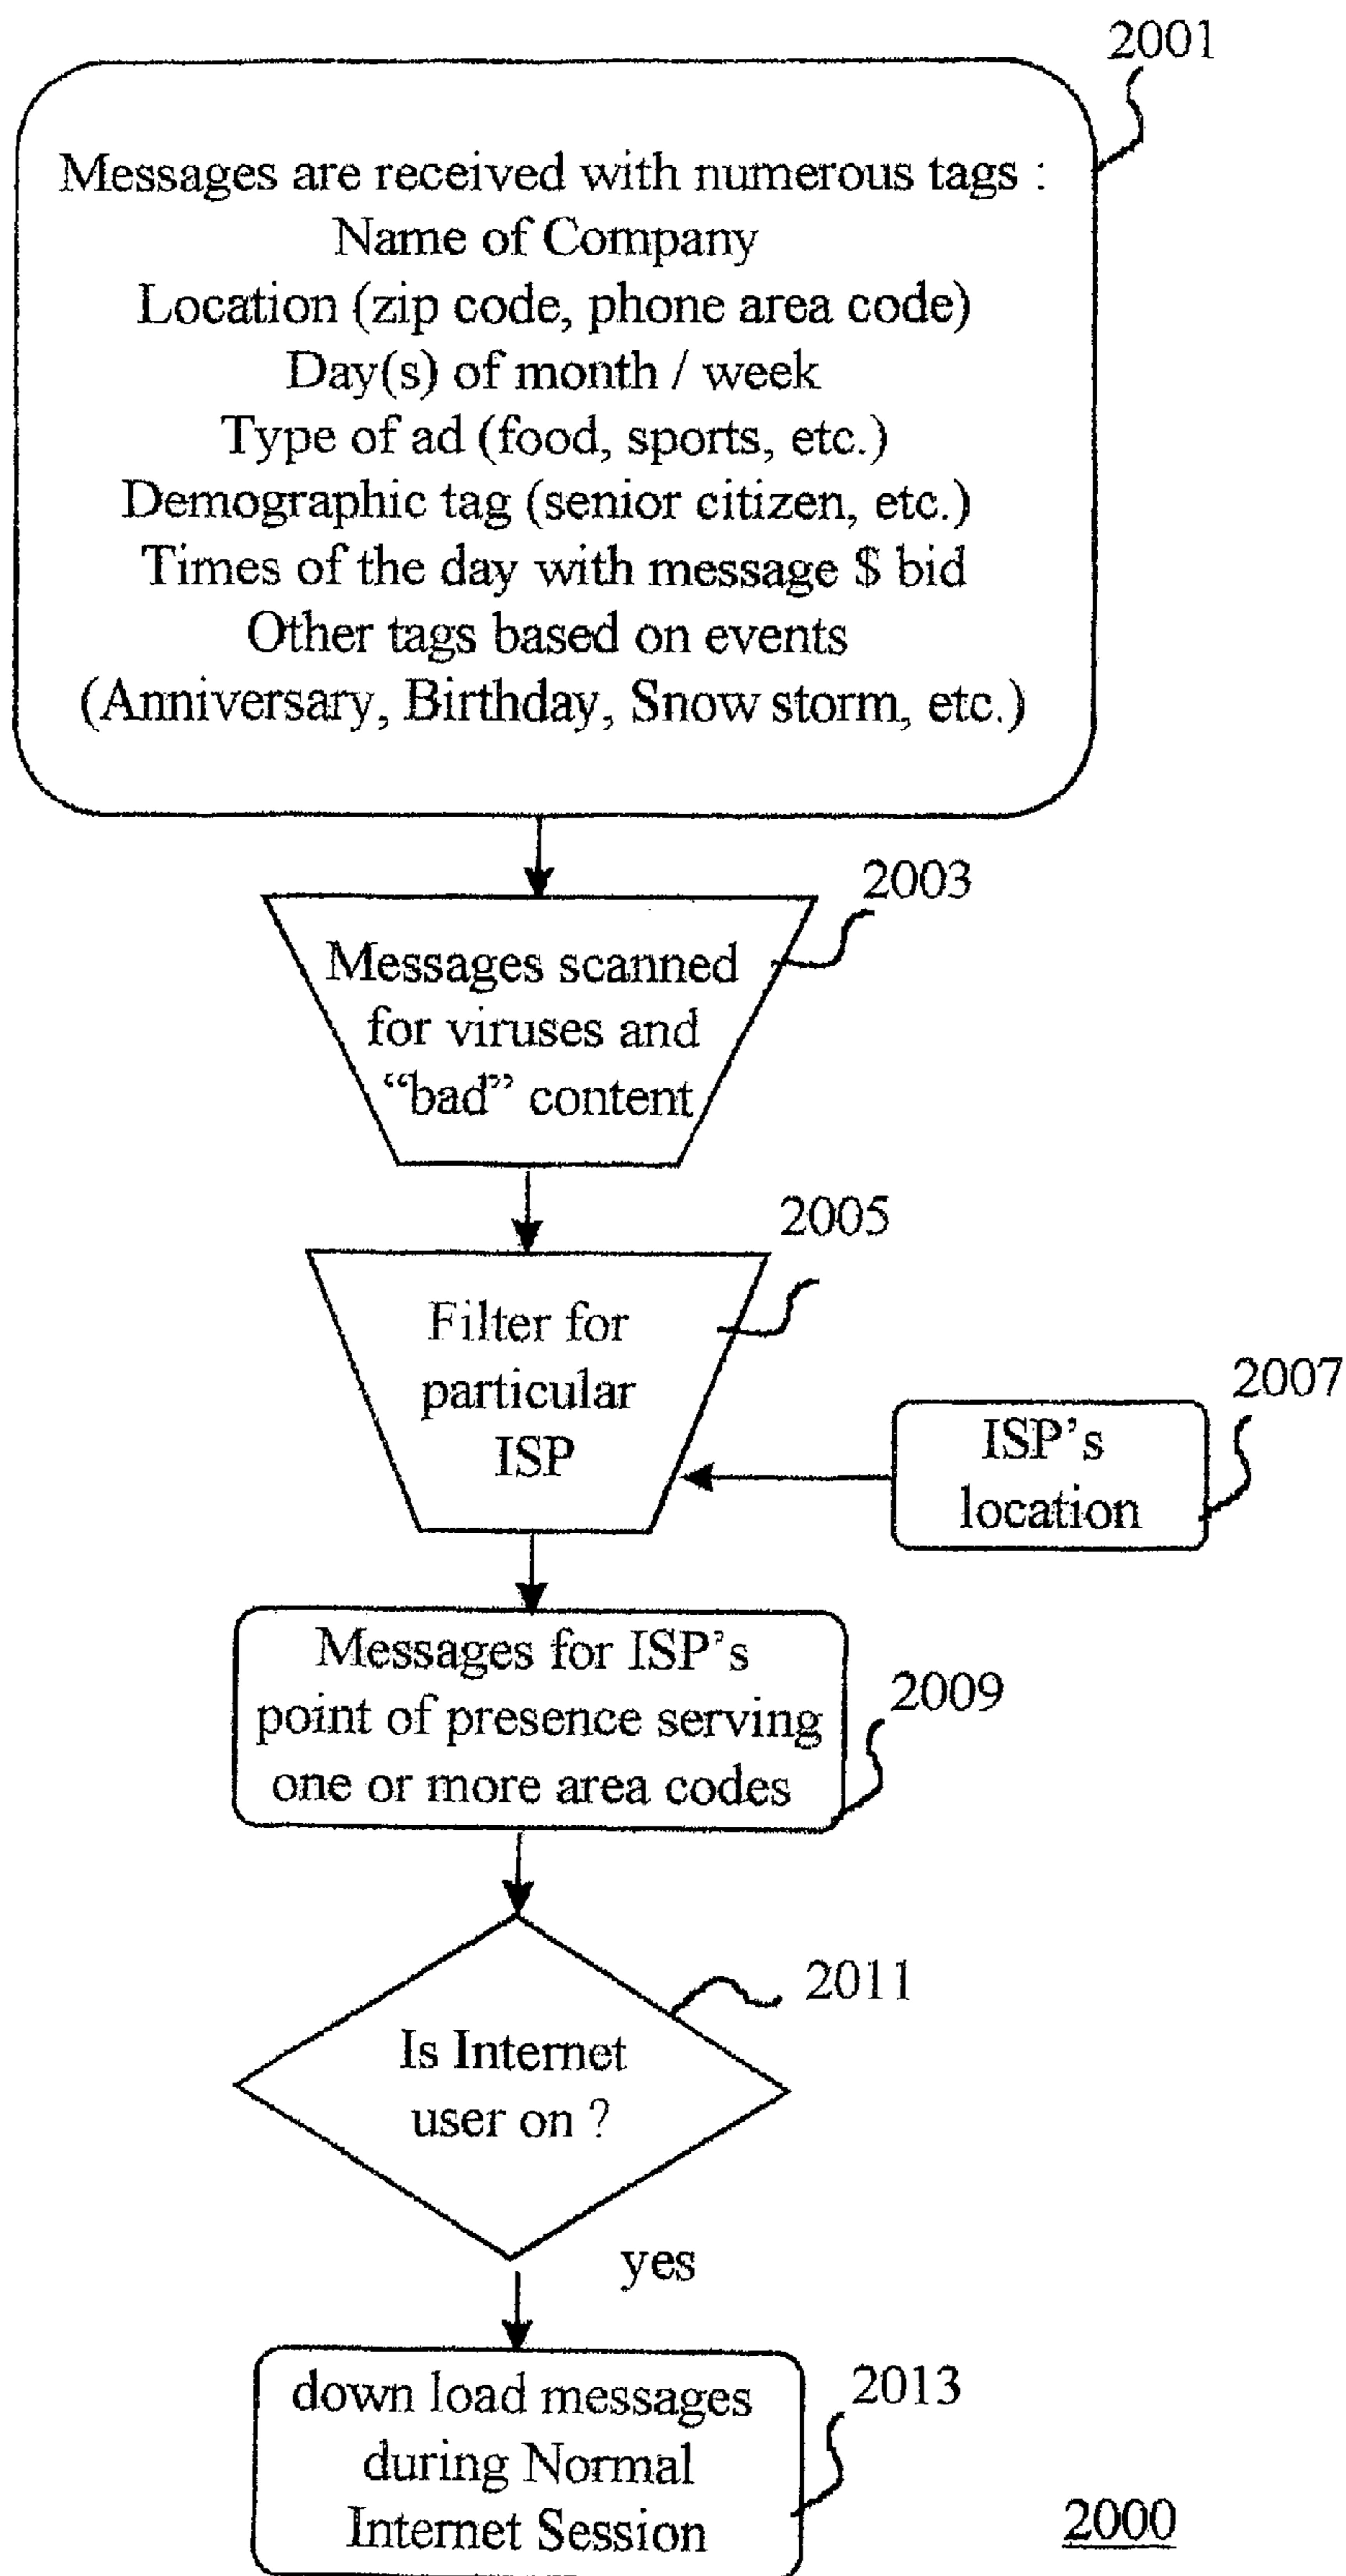 2001
Messages are received with numerous tags :
Name of Company
Location (zip code, phone area code)
Day(s) of month / week
Type of ad (food, sports, etc.)
Demographic tag (senior citizen, etc.)
Times of the day with message $ bid
Other tags based on events
(Anniversary, Birthday, Snow storm, etc.)
2003
Messages scanned
for viruses and
“bad” content
2005
Filter for
particular
ISP
2007
ISP’s
location
Messages for ISP’s
point of presence serving
one or more area codes
2009
2011
Is Internet
user on ?
yes
down load messages
during Normal
Internet Session
2013
2000